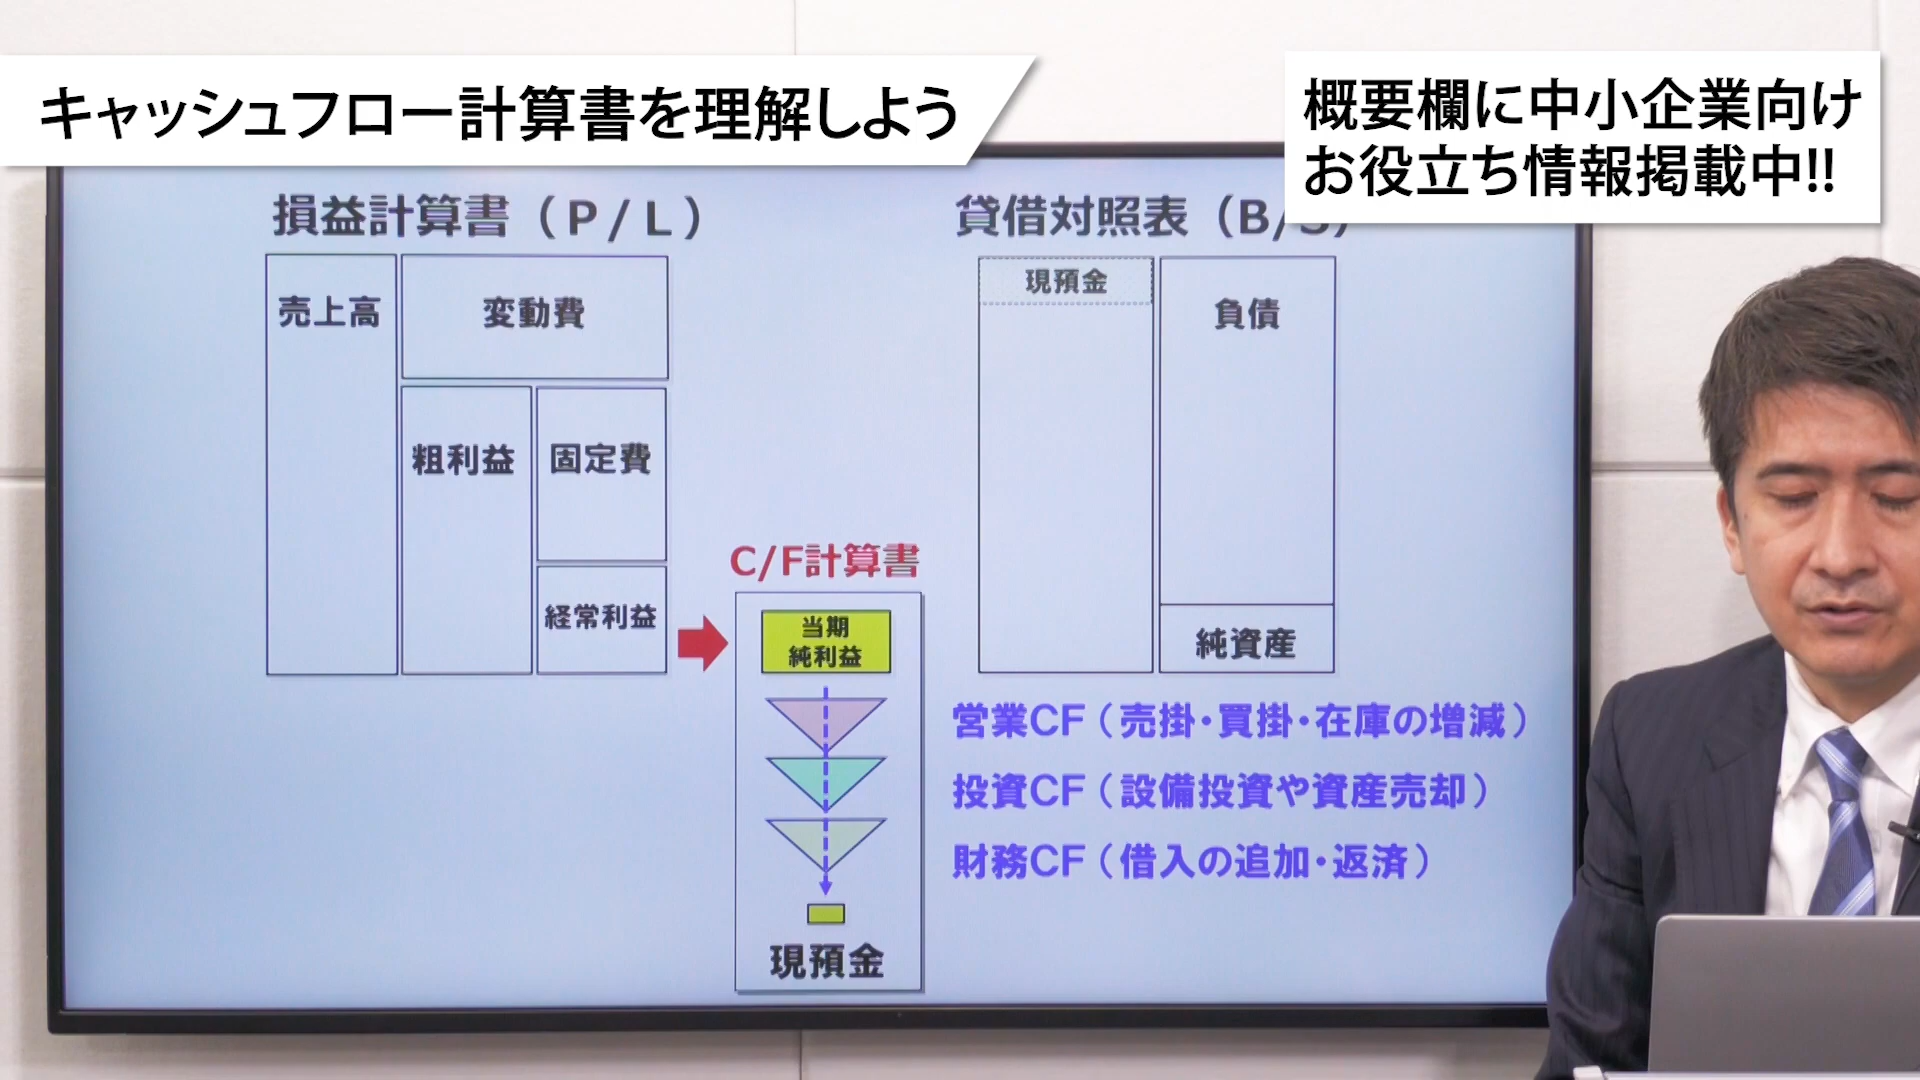 キャッシュフロー計算書を理解しよう
概要欄に中小企業向け
お役立ち情報掲載中!!
損益計算書（P/L）
売上高
変動費
粗利益
固定費
経常利益
C/F計算書
当期
純利益
現預金
貸借対照表（B/S）
現預金
負債
純資産
営業CF（売掛・買掛・在庫の増減）
投資CF（設備投資や資産売却）
財務CF（借入の追加・返済）